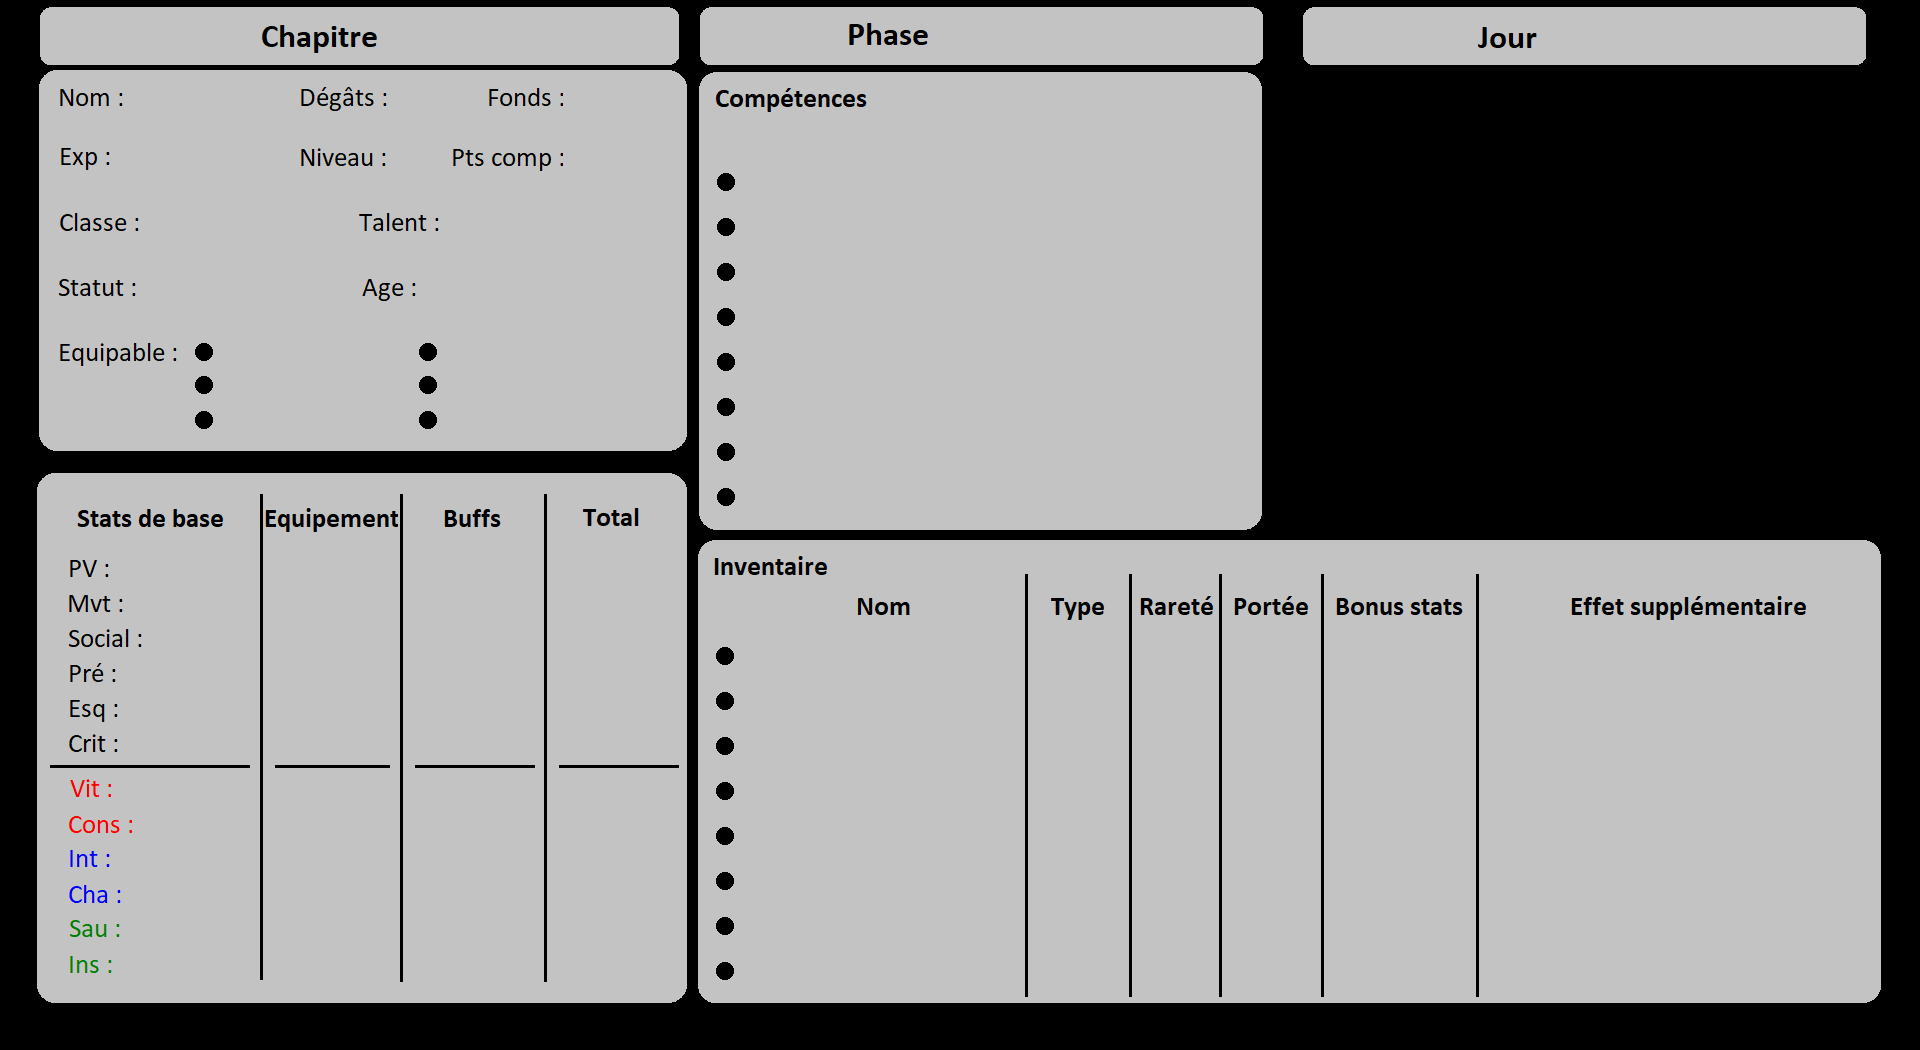 Chapitre
Phase
Jour
Nom :
Dégâts :
Fonds :
Exp :
Niveau :
Pts comp :
Classe :
Talent :
Statut :
Age :
Equipable :
Compétences
Stats de base
Equipement
Buffs
Total
PV :
Mvt :
Social :
Pré :
Esq :
Crit :
Vit :
Cons :
Int :
Cha :
Sau :
Ins :
Inventaire
Nom
Type
Rareté
Portée
Bonus stats
Effet supplémentaire